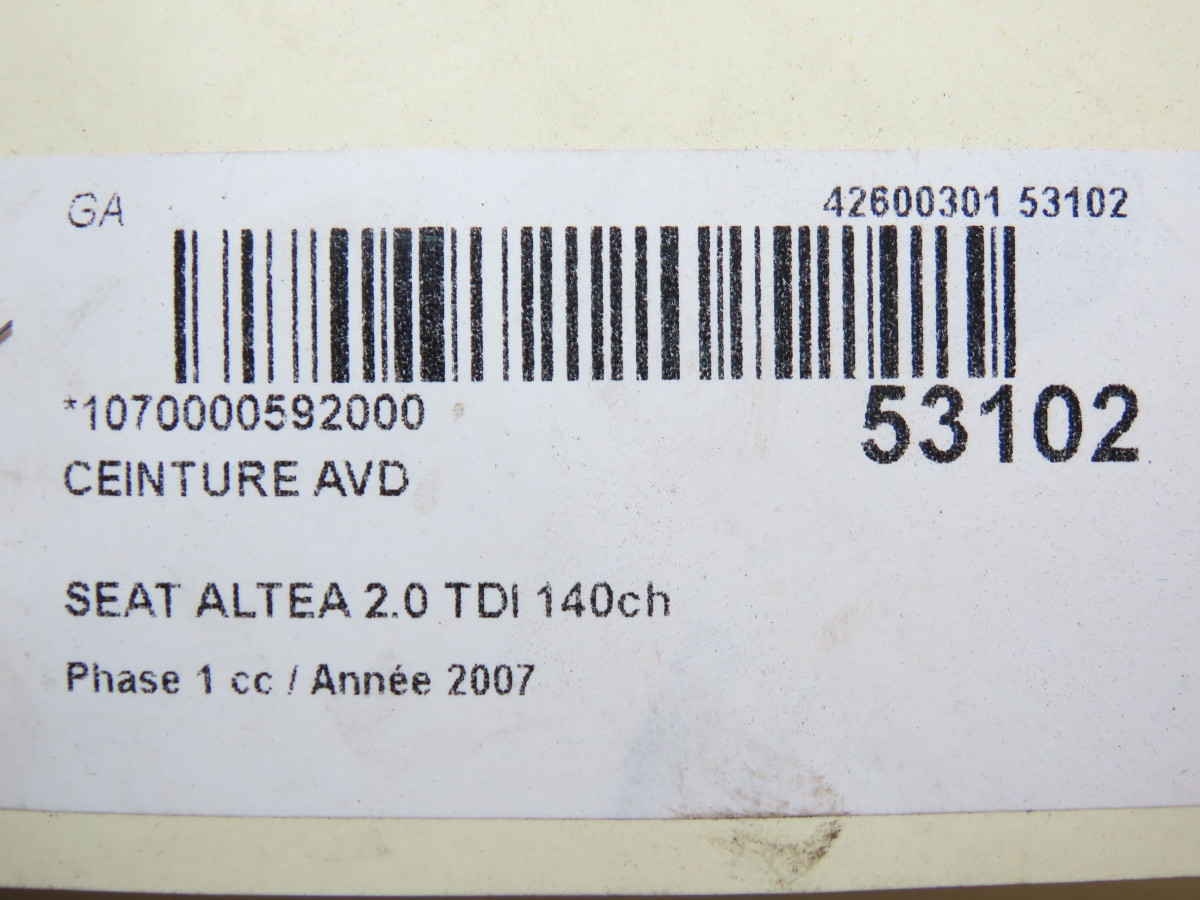 GA
42600301 53102
*1070000592000
53102
CEINTURE AVD
SEAT ALTEA 2.0 TDI 140ch
Phase 1 cc / Année 2007